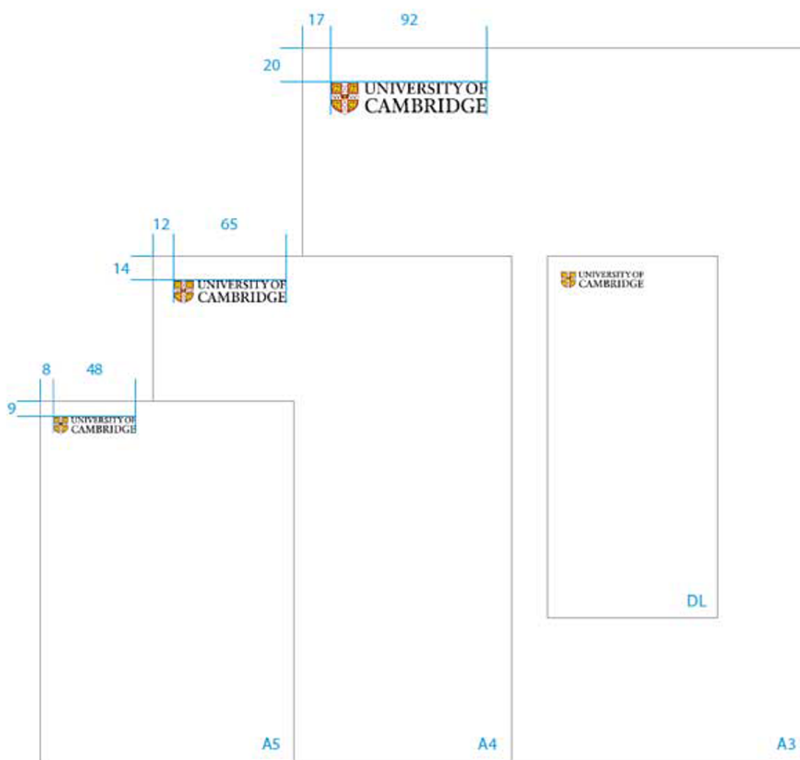 17 92
20
UNIVERSITY OF
CAMBRIDGE
12 65
14
UNIVERSITY OF
CAMBRIDGE
UNIVERSITY OF
CAMBRIDGE
8 48
9
UNIVERSITY OF
CAMBRIDGE
DL
A5
A4
A3